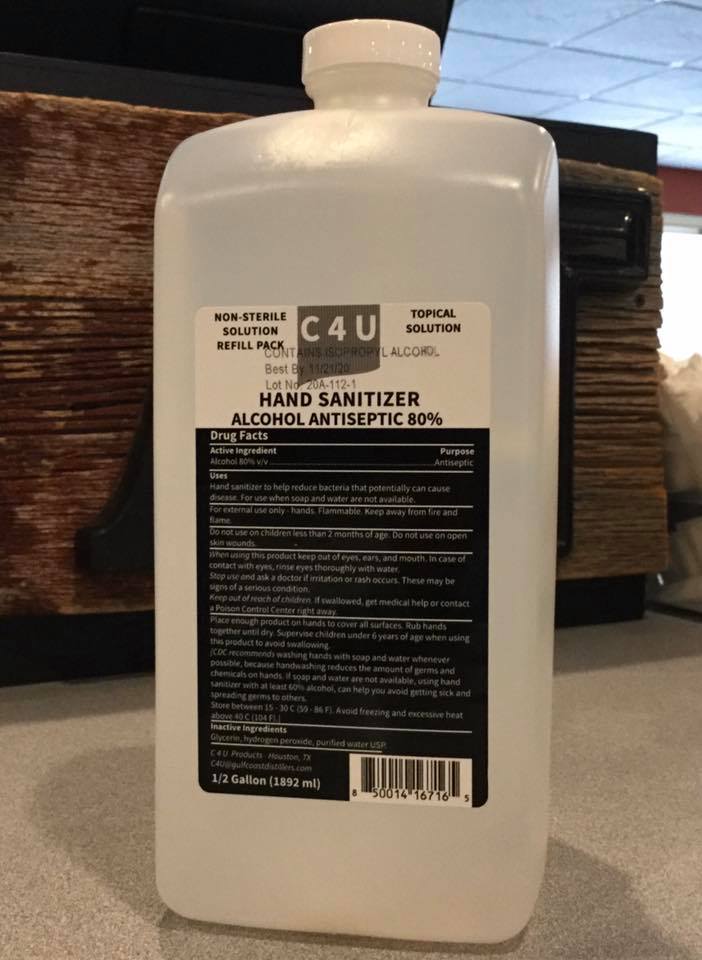 NON-STERILE
SOLUTION
REFILL PACK
C4U
TOPICAL
SOLUTION
CONTAINS ISOPROPYL ALCOHOL
Best By 11/21/20
Lot No. 20A-112-1
HAND SANITIZER
ALCOHOL ANTISEPTIC 80%
Drug Facts
Active Ingredient Purpose
Alcohol 80% v/v Antiseptic
Uses
Hand sanitizer to help reduce bacteria that potentially can cause
disease. For use when soap and water are not available.
For external use only - hands. Flammable. Keep away from fire and
flame.
Do not use on children less than 2 months of age. Do not use on open
skin wounds.
When using this product keep out of eyes, ears, and mouth. In case of
contact with eyes, rinse eyes thoroughly with water.
Stop use and ask a doctor if irritation or rash occurs. These may be
signs of a serious condition.
Keep out of reach of children. If swallowed, get medical help or contact
a Poison Control Center right away.
Place enough product on hands to cover all surfaces. Rub hands
together until dry. Supervise children under 6 years of age when using
this product to avoid swallowing.
[CDC recommends washing hands with soap and water whenever
possible, because handwashing reduces the amount of germs and
chemicals on hands. If soap and water are not available, using hand
sanitizer with at least 60% alcohol, can help you avoid getting sick and
spreading germs to others.
Store between 15 - 30 C (59 - 86 F). Avoid freezing and excessive heat
above 40 C (104 F).]
Inactive Ingredients
Glycerin, hydrogen peroxide, purified water USP.
C 4 U Products · Houston, TX
C4U@gulfcoastdistillers.com
1/2 Gallon (1892 ml)
8 50014 16716 5